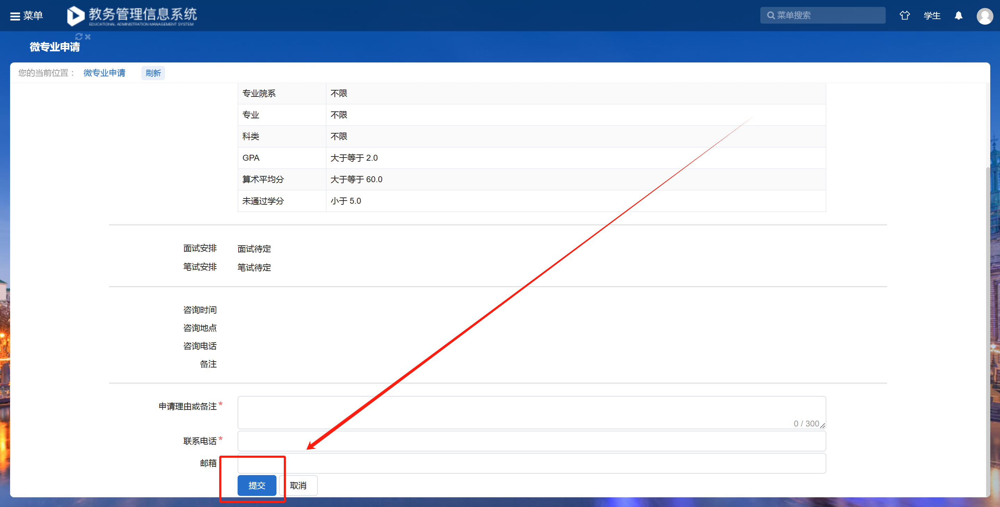 菜单
教务管理信息系统
EDUCATIONAL ADMINISTRATION MANAGEMENT SYSTEM
菜单搜索
学生
微专业申请
您的当前位置： 微专业申请 刷新
专业院系 不限
专业 不限
科类 不限
GPA 大于等于 2.0
算术平均分 大于等于 60.0
未通过学分 小于 5.0
面试安排 面试待定
笔试安排 笔试待定
咨询时间
咨询地点
咨询电话
备注
申请理由或备注*
0 / 300
联系电话*
邮箱
提交 取消